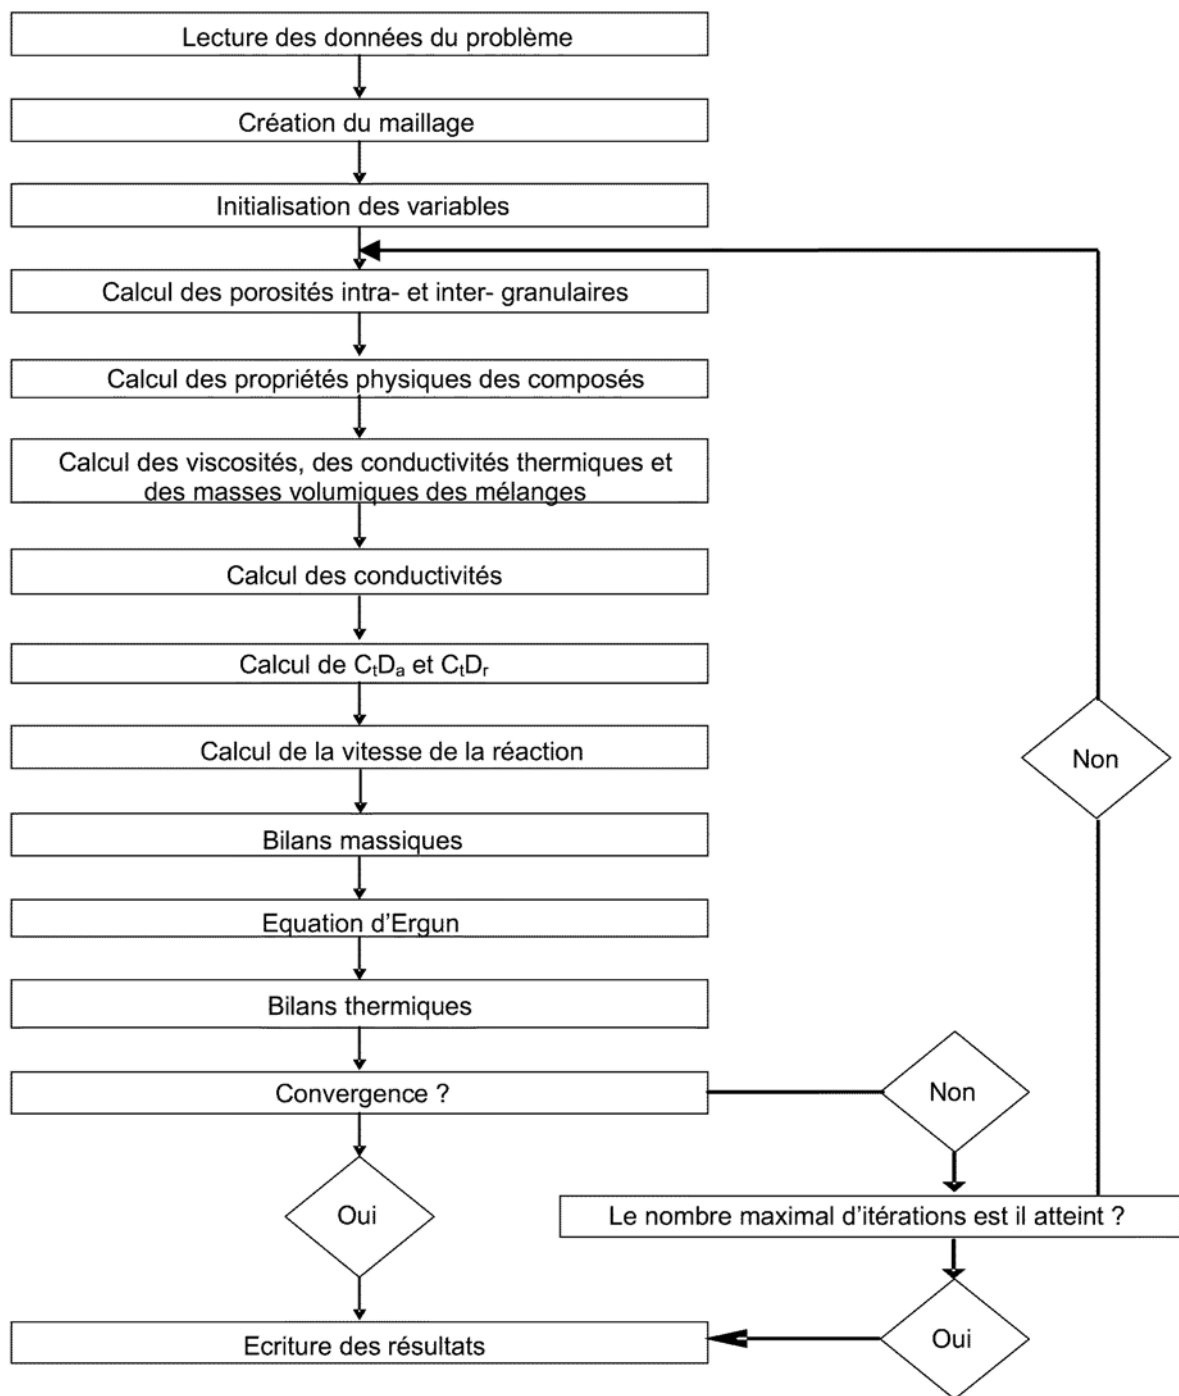 Lecture des données du problème
Création du maillage
Initialisation des variables
Calcul des porosités intra- et inter- granulaires
Calcul des propriétés physiques des composés
Calcul des viscosités, des conductivités thermiques et
des masses volumiques des mélanges
Calcul des conductivités
Calcul de CₜDₐ et CₜDᵣ
Calcul de la vitesse de la réaction
Non
Bilans massiques
Equation d'Ergun
Bilans thermiques
Convergence ?
Non
Oui
Le nombre maximal d'itérations est il atteint ?
Ecriture des résultats
Oui